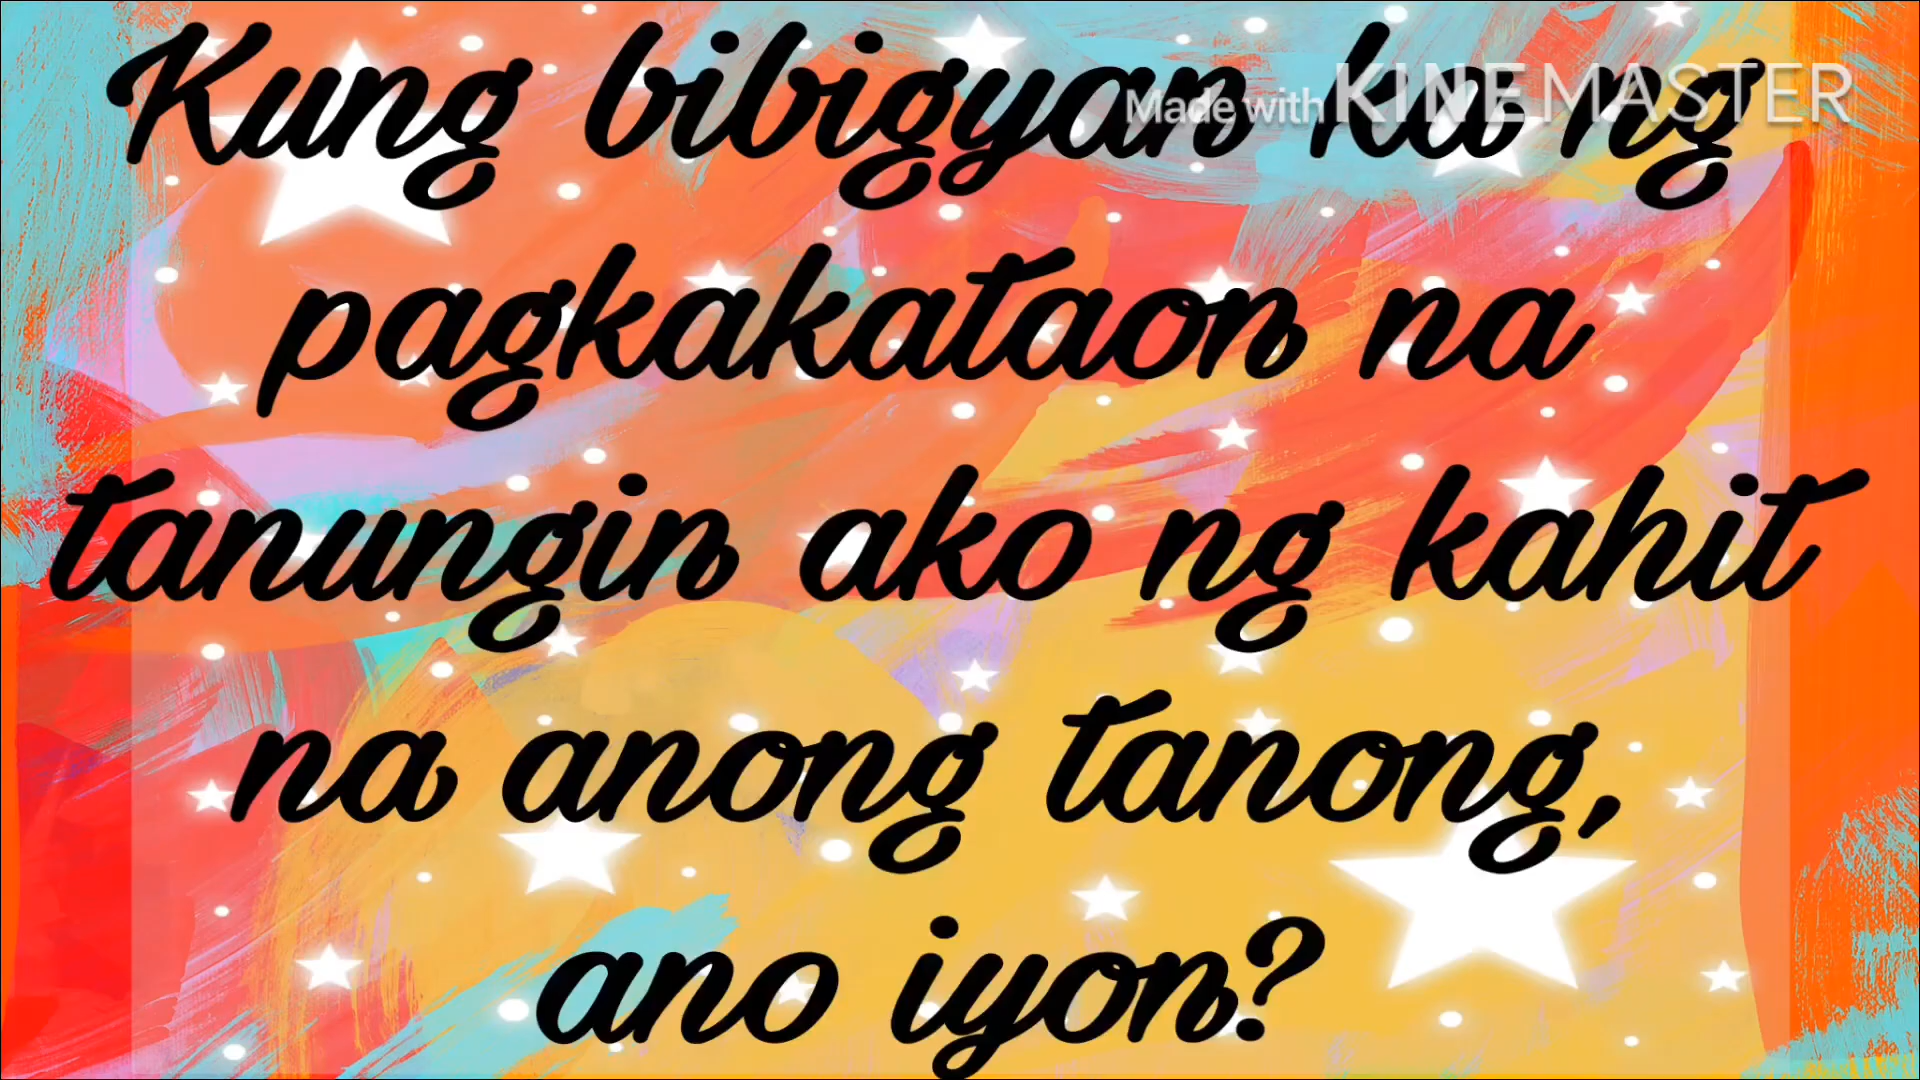 Kung bibigyan ka ng
Made with KINEMASTER
pagkakataon na
tanungin ako ng kahit
na anong tanong,
ano iyon?